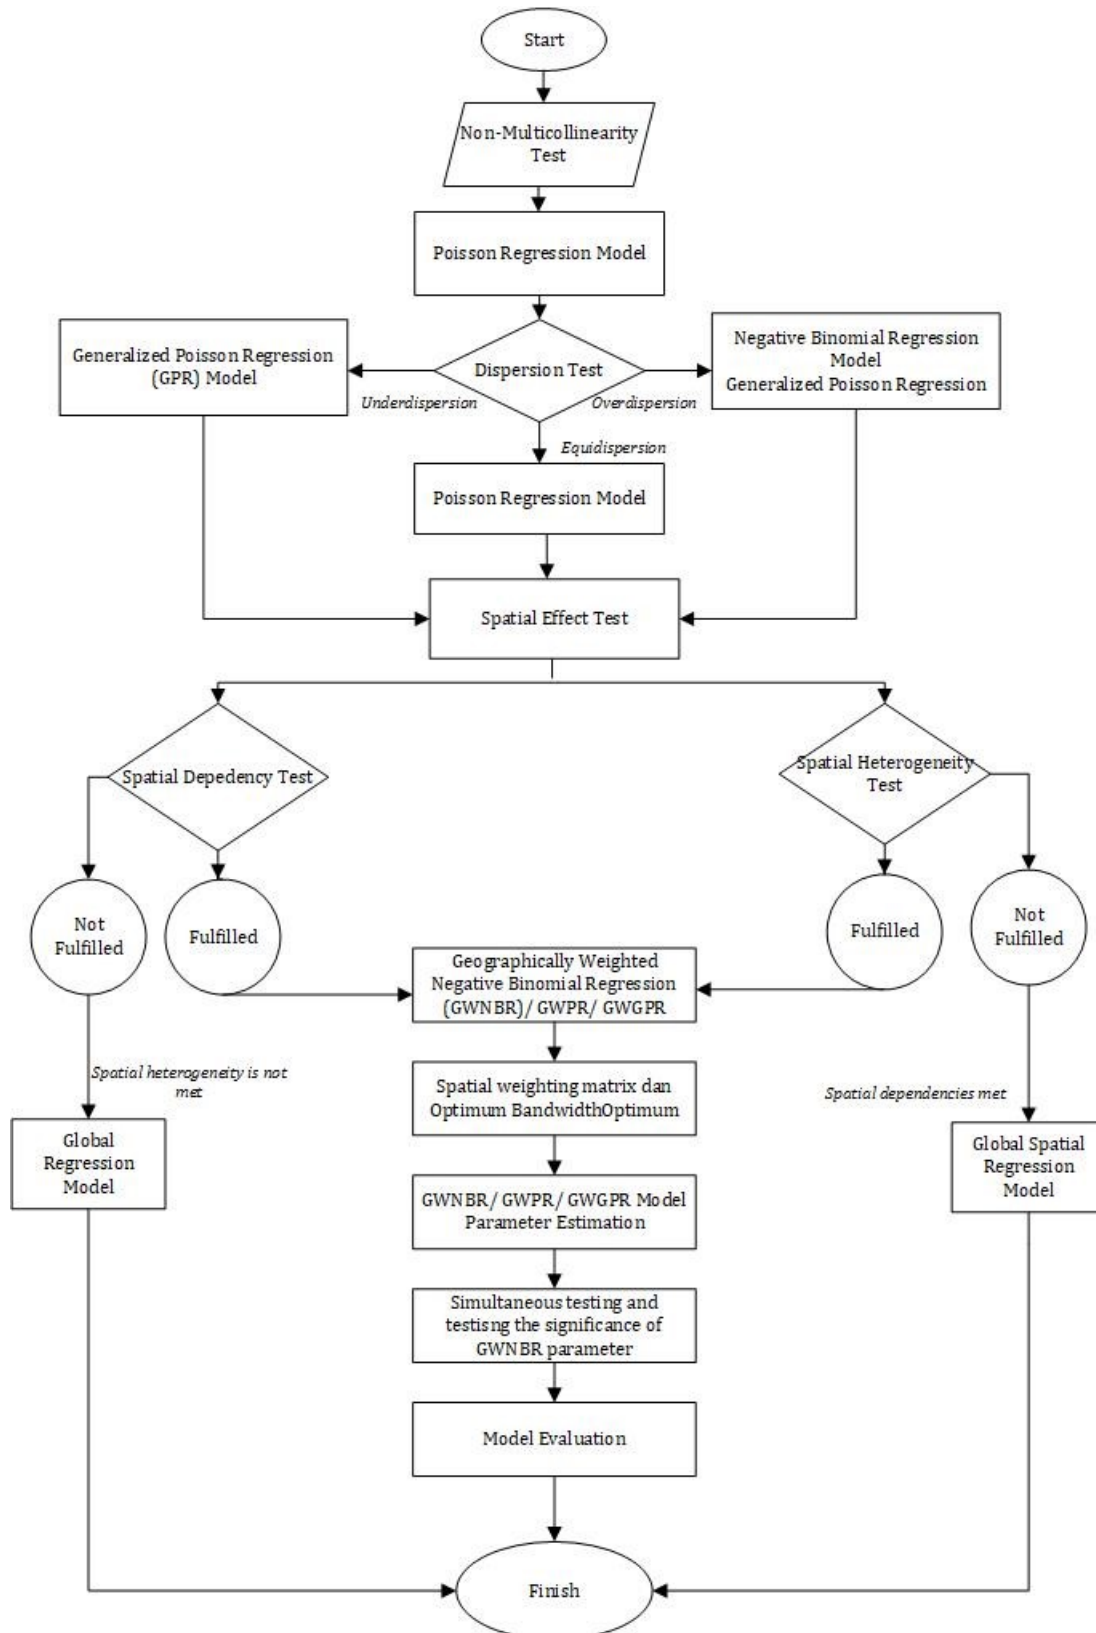 Start
Non-Multicollinearity
Test
Poisson Regression Model
Generalized Poisson Regression
(GPR) Model
Dispersion Test
Negative Binomial Regression
Model
Generalized Poisson Regression
Underdispersion
Overdispersion
Equidispersion
Poisson Regression Model
Spatial Effect Test
Spatial Depedency Test
Spatial Heterogeneity
Test
Not
Fulfilled
Fulfilled
Fulfilled
Not
Fulfilled
Geographically Weighted
Negative Binomial Regression
(GWNBR)/ GWPR/ GWGPR
Spatial heterogeneity is not
met
Spatial weighting matrix dan
Optimum BandwidthOptimum
Spatial dependencies met
Global
Regression
Model
Global Spatial
Regression
Model
GWNBR/ GWPR/ GWGPR Model
Parameter Estimation
Simultaneous testing and
testisng the significance of
GWNBR parameter
Model Evaluation
Finish